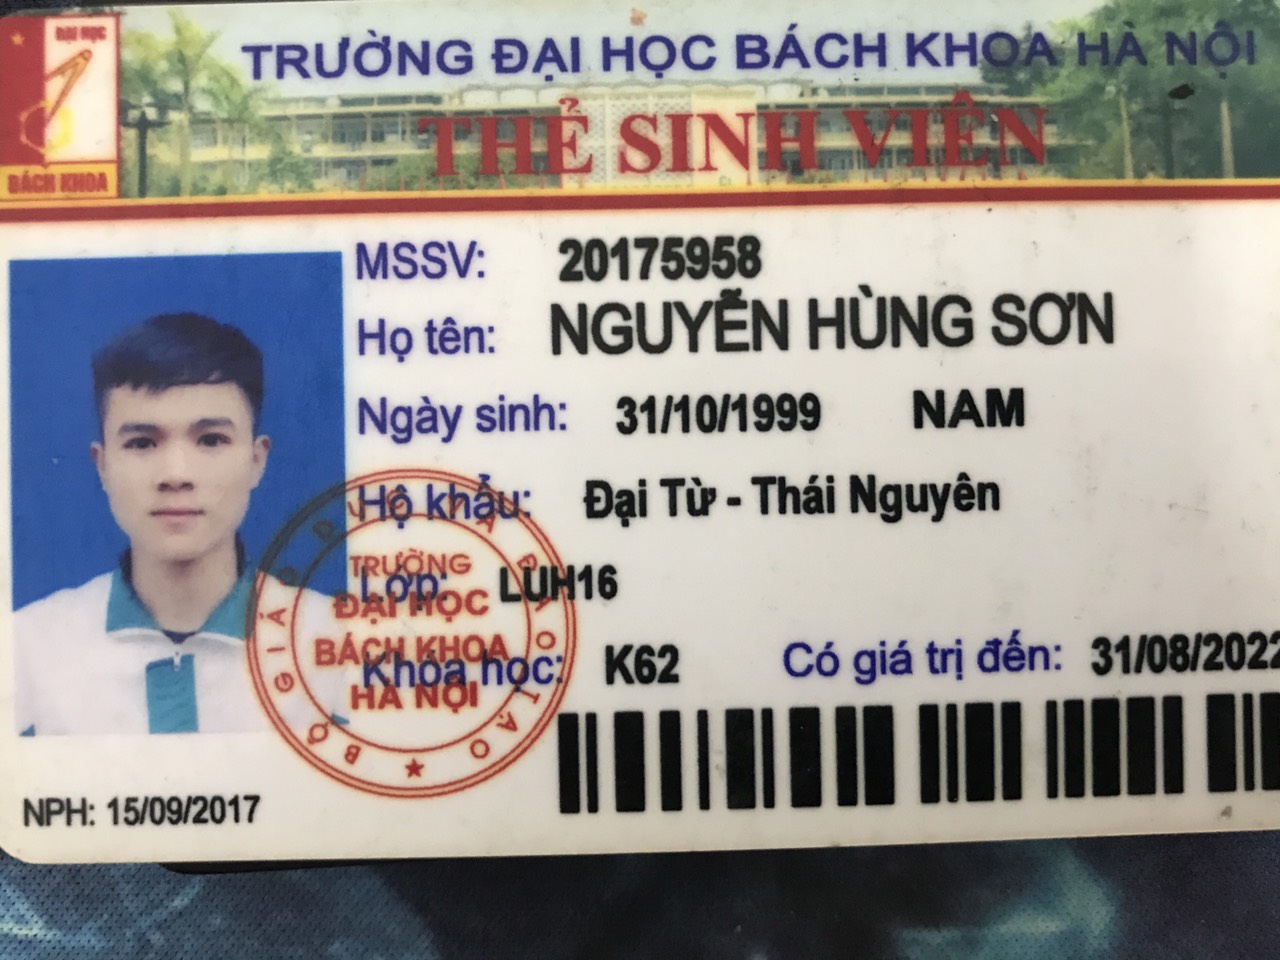 ĐẠI HỌC
BÁCH KHOA
TRƯỜNG ĐẠI HỌC BÁCH KHOA HÀ NỘI
THẺ SINH VIÊN
MSSV: 20175958
Họ tên: NGUYỄN HÙNG SƠN
Ngày sinh: 31/10/1999 NAM
Hộ khẩu: Đại Từ - Thái Nguyên
Lớp: LUH16
Khóa học: K62 Có giá trị đến: 31/08/2022
BỘ GIÁO DỤC VÀ ĐÀO TẠO
TRƯỜNG
ĐẠI HỌC
BÁCH KHOA
HÀ NỘI
NPH: 15/09/2017